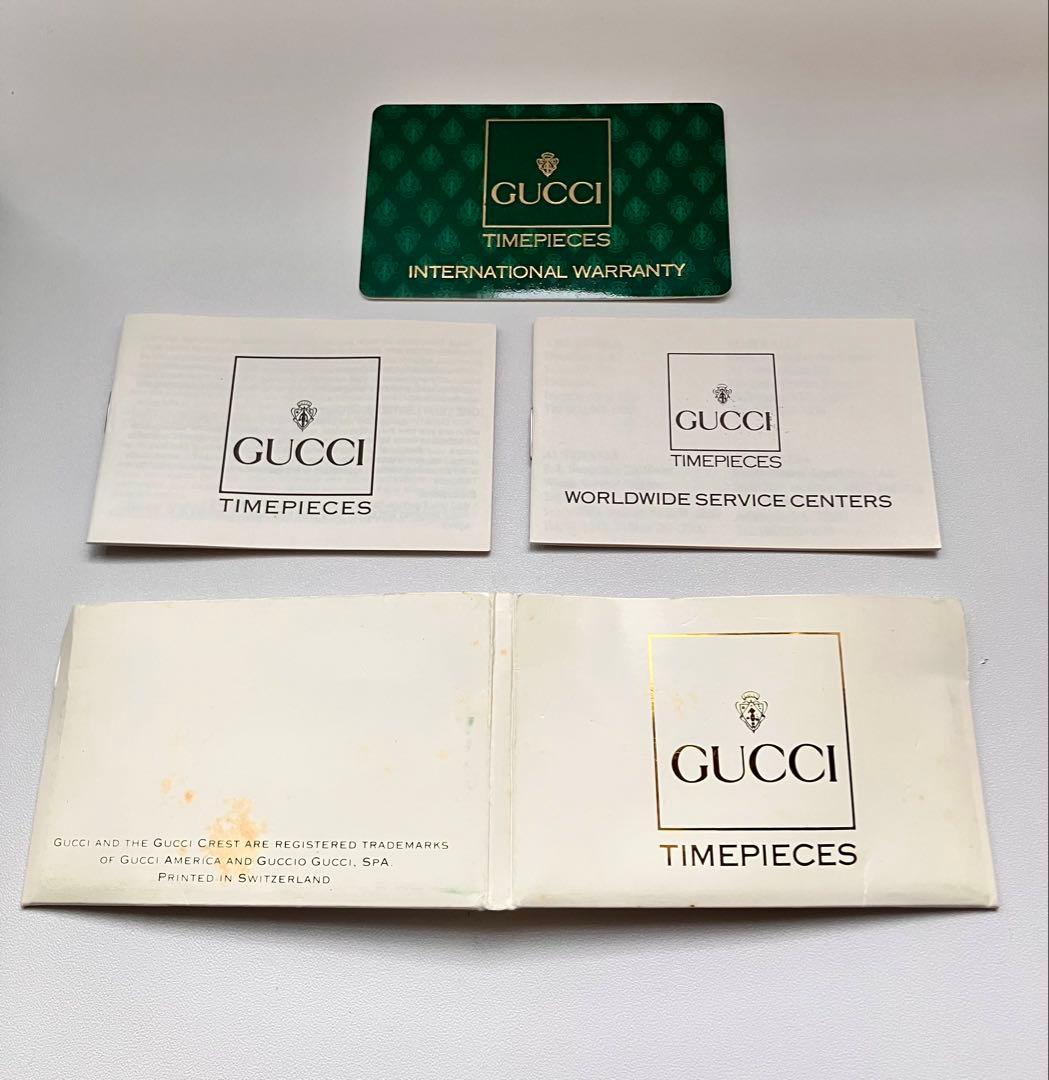 GUCCI
TIMEPIECES
INTERNATIONAL WARRANTY
GUCCI
TIMEPIECES
GUCCI
TIMEPIECES
WORLDWIDE SERVICE CENTERS
GUCCI AND THE GUCCI CREST ARE REGISTERED TRADEMARKS
OF GUCCI AMERICA AND GUCCIO GUCCI, SPA.
PRINTED IN SWITZERLAND
GUCCI
TIMEPIECES